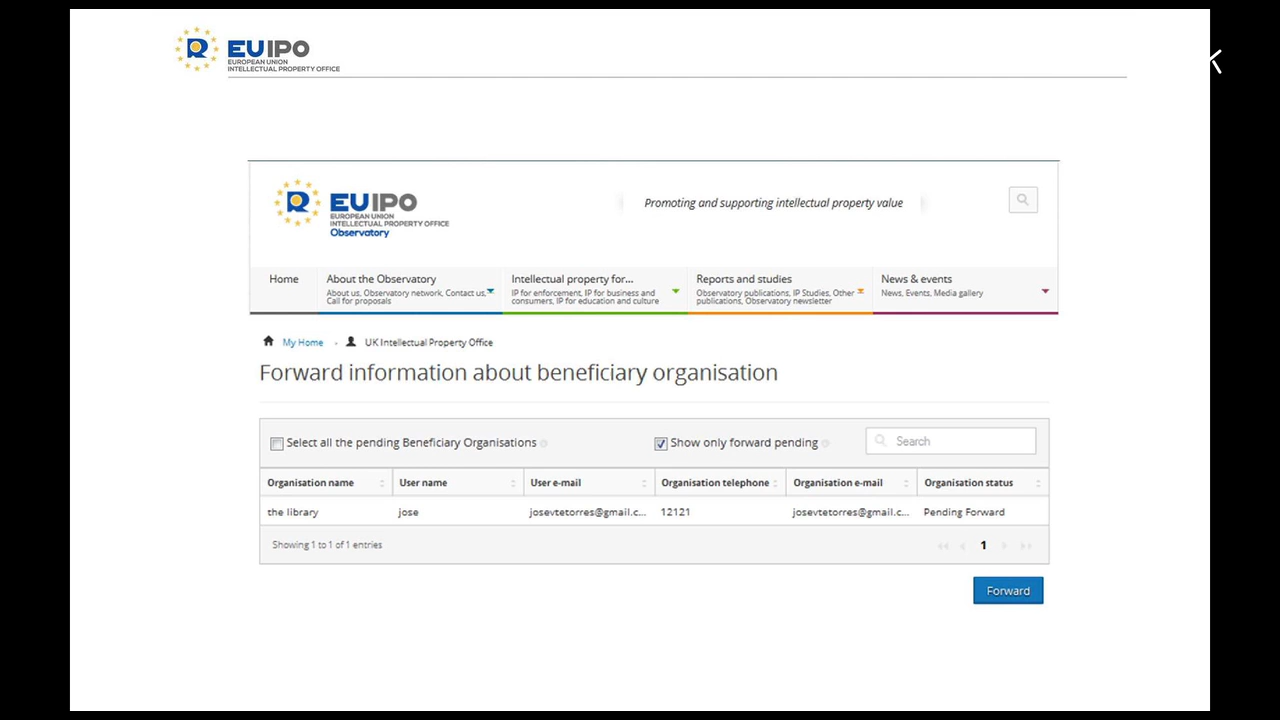 EUIPO
EUROPEAN UNION
INTELLECTUAL PROPERTY OFFICE
EUIPO
EUROPEAN UNION
INTELLECTUAL PROPERTY OFFICE
Observatory
Promoting and supporting intellectual property value
Home
About the Observatory
About us, Observatory network, Contact us,
Call for proposals
Intellectual property for...
IP for enforcement, IP for business and
consumers, IP for education and culture
Reports and studies
Observatory publications, IP Studies, Other
publications, Observatory newsletter
News & events
News, Events, Media gallery
My Home
UK Intellectual Property Office
Forward information about beneficiary organisation
Select all the pending Beneficiary Organisations
Show only forward pending
Search
Organisation name User name User e-mail Organisation telephone Organisation e-mail Organisation status
the library jose josevtetorres@gmail.c... 12121 josevtetorres@gmail.c... Pending Forward
Showing 1 to 1 of 1 entries
1
Forward